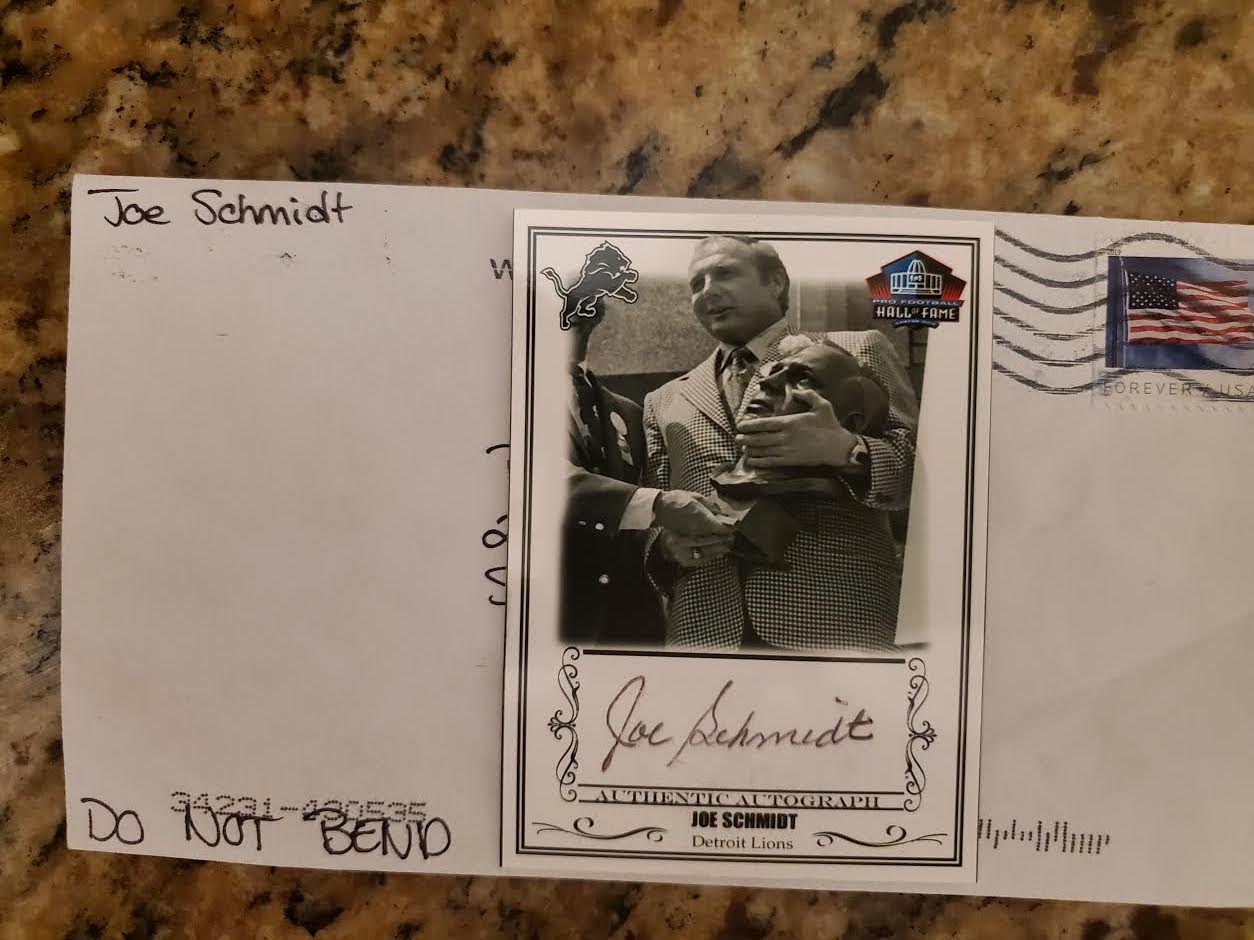 Joe Schmidt
W
PRO FOOTBALL
HALL OF FAME
FOREVER / USA
Joe Schmidt
AUTHENTIC AUTOGRAPH
JOE SCHMIDT
Detroit Lions
34231-430535
DO NOT BEND